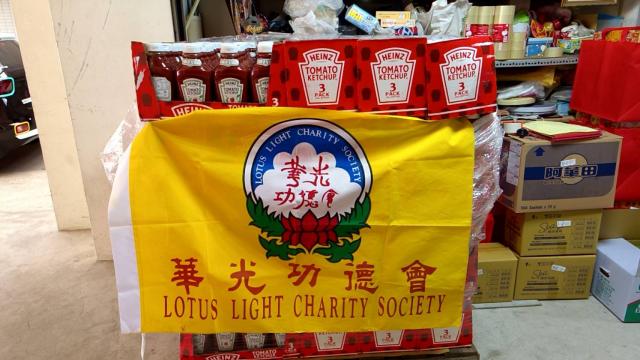 HEINZ HEINZ HEINZ
TOMATO KETCHUP TOMATO KETCHUP TOMATO KETCHUP
3 PACK 3 PACK 3 PACK
HEINZ
LOTUS LIGHT CHARITY SOCIETY
華光
功德會
華光功德會
LOTUS LIGHT CHARITY SOCIETY
阿華田